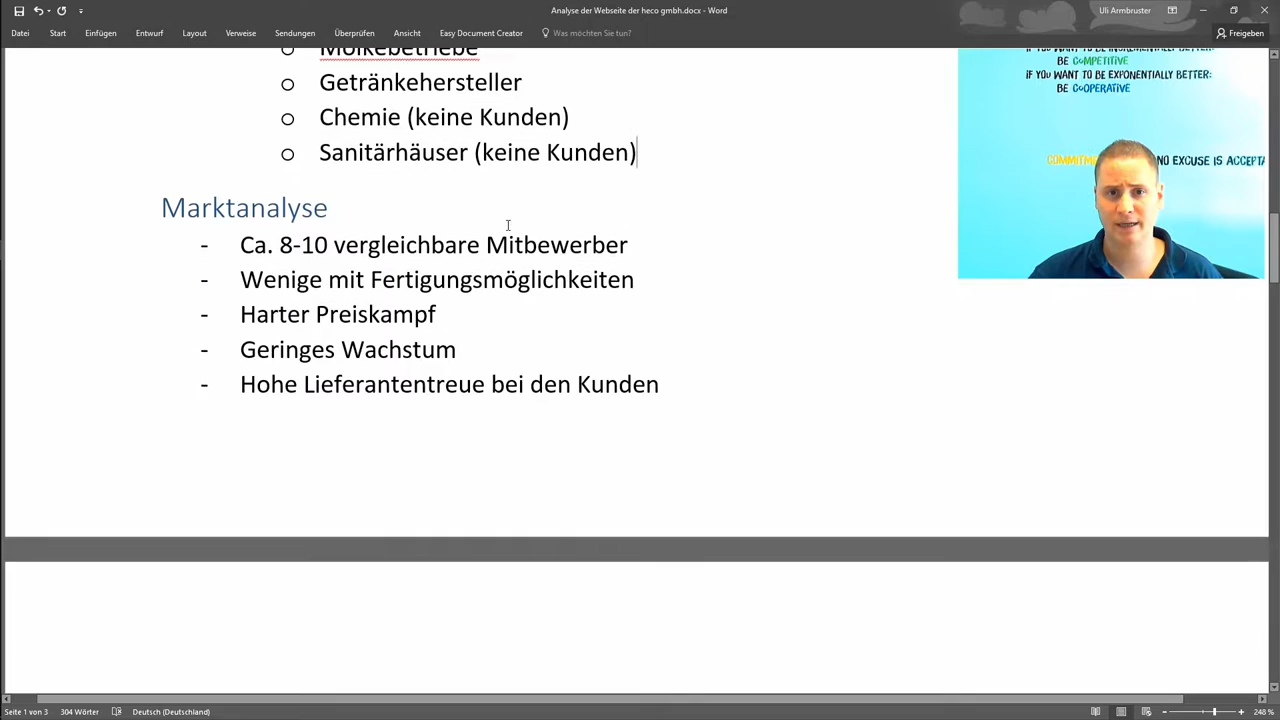 Analyse der Webseite der heco gmbh.docx - Word
Uli Armbruster
Datei Start Einfügen Entwurf Layout Verweise Sendungen Überprüfen Ansicht Easy Document Creator Was möchten Sie tun?
Freigeben
o Molkebetriebe
o Getränkehersteller
o Chemie (keine Kunden)
o Sanitärhäuser (keine Kunden)
Marktanalyse
- Ca. 8-10 vergleichbare Mitbewerber
- Wenige mit Fertigungsmöglichkeiten
- Harter Preiskampf
- Geringes Wachstum
- Hohe Lieferantentreue bei den Kunden
IF YOU WANT TO BE INCREMENTALLY BETTER:
BE COMPETITIVE
IF YOU WANT TO BE EXPONENTIALLY BETTER:
BE COOPERATIVE
NO EXCUSE IS
Seite 1 von 3 304 Wörter Deutsch (Deutschland)
248 %